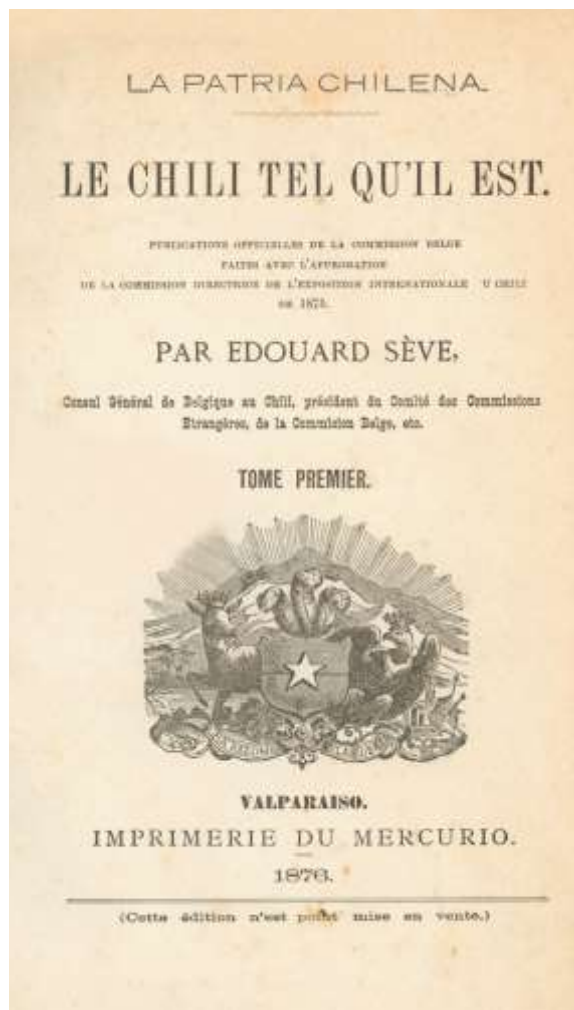 LA PATRIA CHILENA.
LE CHILI TEL QU'IL EST.
PUBLICATIONS OFFICIELLES DE LA COMMISSION BELGE
FAITES AVEC L'APPROBATION
DE LA COMMISSION DIRECTRICE DE L'EXPOSITION INTERNATIONALE U CHILI
DE 1875.
PAR EDOUARD SÈVE,
Consul Général de Belgique au Chili, président du Comité des Commissions
Etrangères, de la Commision Belge, etc.
TOME PREMIER.
VALPARAISO.
IMPRIMERIE DU MERCURIO.
1876.
(Cette édition n'est point mise en vente.)